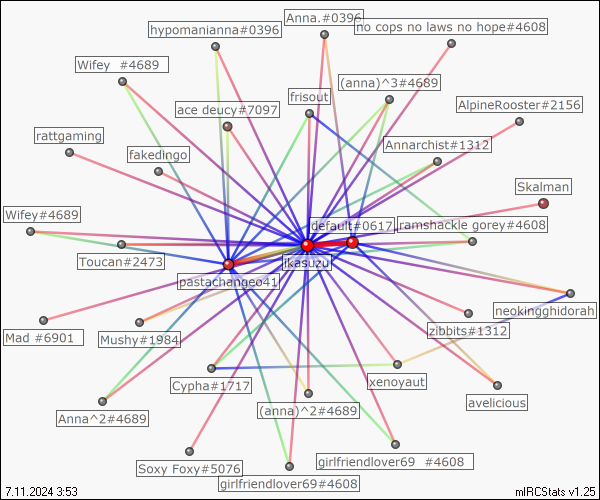 Anna.#0396
no cops no laws no hope#4608
hypomanianna#0396
Wifey  #4689
(anna)^3#4689
frisout
ace deucy#7097
AlpineRooster#2156
rattgaming
Annarchist#1312
fakedingo
Skalman
Wifey#4689
default#0617
ramshackle gorey#4608
Toucan#2473
ikasuzu
pastachangeo41
neokingghidorah
zibbits#1312
Mad #6901
Mushy#1984
Cypha#1717
xenoyaut
avelicious
(anna)^2#4689
Anna^2#4689
girlfriendlover69  #4608
Soxy Foxy#5076
girlfriendlover69#4608
7.11.2024 3:53
mIRCStats v1.25